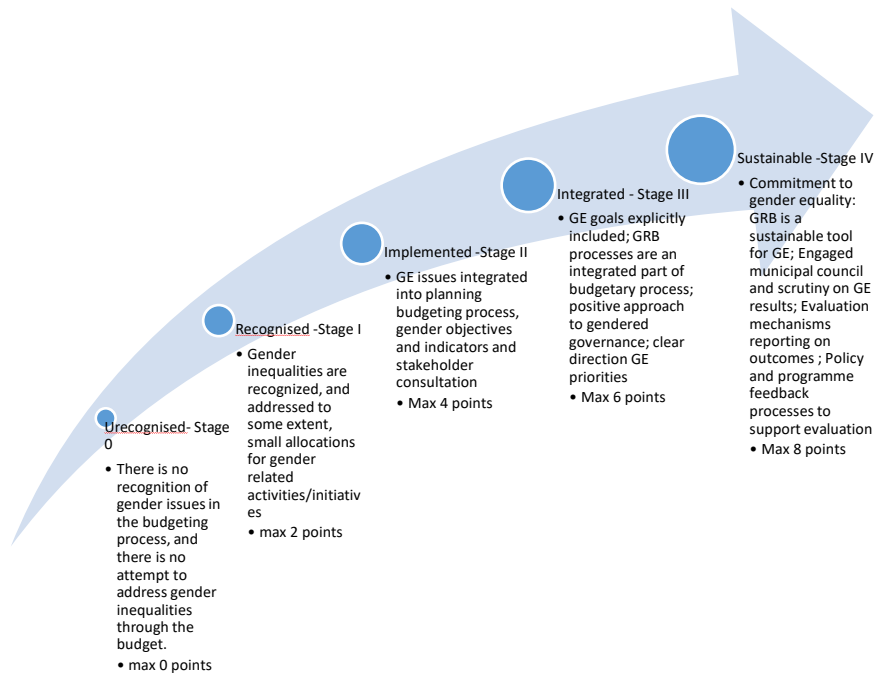 Urecognised- Stage
0
• There is no
recognition of
gender issues in
the budgeting
process, and
there is no
attempt to
address gender
inequalities
through the
budget.
• max 0 points
Recognised -Stage I
• Gender
inequalities are
recognized, and
addressed to
some extent,
small allocations
for gender
related
activities/initiativ
es
• max 2 points
Implemented -Stage II
• GE issues integrated
into planning
budgeting process,
gender objectives
and indicators and
stakeholder
consultation
• Max 4 points
Integrated - Stage III
• GE goals explicitly
included; GRB
processes are an
integrated part of
budgetary process;
positive approach
to gendered
governance; clear
direction GE
priorities
• Max 6 points
Sustainable -Stage IV
• Commitment to
gender equality:
GRB is a
sustainable tool
for GE; Engaged
municipal council
and scrutiny on GE
results; Evaluation
mechanisms
reporting on
outcomes ; Policy
and programme
feedback
processes to
support evaluation
• Max 8 points